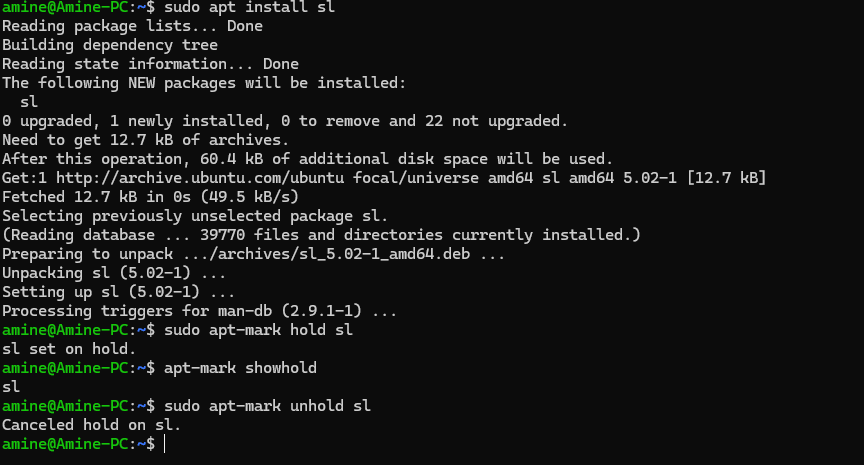 amine@Amine-PC:~$ sudo apt install sl
Reading package lists... Done
Building dependency tree
Reading state information... Done
The following NEW packages will be installed:
  sl
0 upgraded, 1 newly installed, 0 to remove and 22 not upgraded.
Need to get 12.7 kB of archives.
After this operation, 60.4 kB of additional disk space will be used.
Get:1 http://archive.ubuntu.com/ubuntu focal/universe amd64 sl amd64 5.02-1 [12.7 kB]
Fetched 12.7 kB in 0s (49.5 kB/s)
Selecting previously unselected package sl.
(Reading database ... 39770 files and directories currently installed.)
Preparing to unpack .../archives/sl_5.02-1_amd64.deb ...
Unpacking sl (5.02-1) ...
Setting up sl (5.02-1) ...
Processing triggers for man-db (2.9.1-1) ...
amine@Amine-PC:~$ sudo apt-mark hold sl
sl set on hold.
amine@Amine-PC:~$ apt-mark showhold
sl
amine@Amine-PC:~$ sudo apt-mark unhold sl
Canceled hold on sl.
amine@Amine-PC:~$